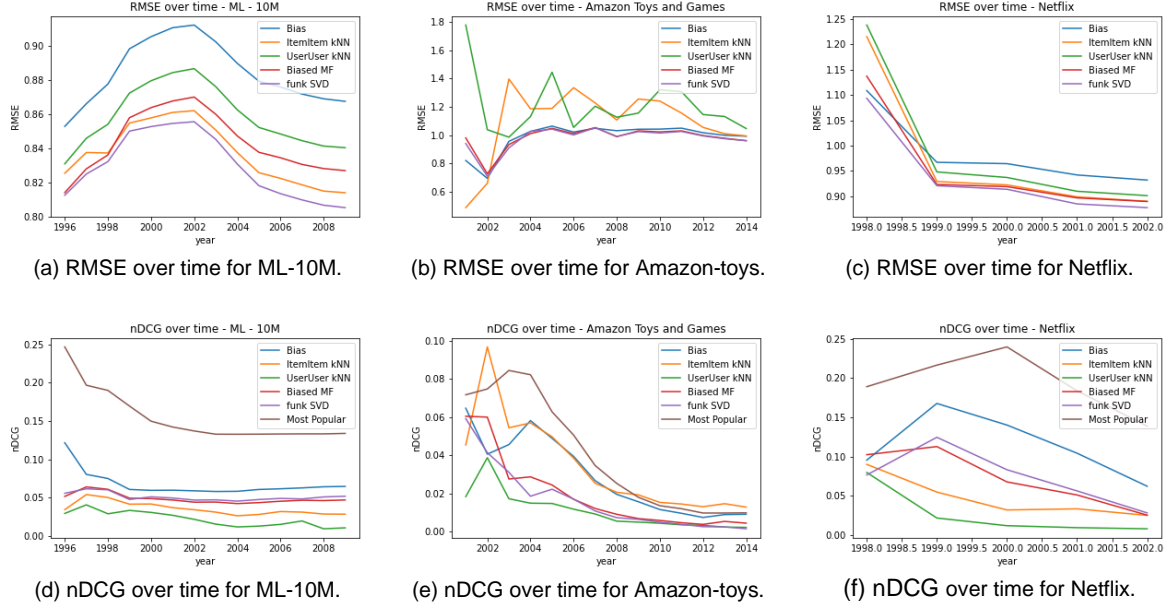 RMSE over time - ML - 10M
Bias
ItemItem kNN
UserUser kNN
Biased MF
funk SVD
0.90
0.88
0.86
0.84
0.82
0.80
RMSE
1996
1998
2000
2002
2004
2006
2008
year
(a) RMSE over time for ML-10M.
RMSE over time - Amazon Toys and Games
Bias
ItemItem kNN
UserUser kNN
Biased MF
funk SVD
1.8
1.6
1.4
1.2
1.0
0.8
0.6
RMSE
2002
2004
2006
2008
2010
2012
2014
year
(b) RMSE over time for Amazon-toys.
RMSE over time - Netflix
Bias
ItemItem kNN
UserUser kNN
Biased MF
funk SVD
1.25
1.20
1.15
1.10
1.05
1.00
0.95
0.90
RMSE
1998.0
1998.5
1999.0
1999.5
2000.0
2000.5
2001.0
2001.5
2002.0
year
(c) RMSE over time for Netflix.
nDCG over time - ML - 10M
Bias
ItemItem kNN
UserUser kNN
Biased MF
funk SVD
Most Popular
0.25
0.20
0.15
0.10
0.05
0.00
nDCG
1996
1998
2000
2002
2004
2006
2008
year
(d) nDCG over time for ML-10M.
nDCG over time - Amazon Toys and Games
Bias
ItemItem kNN
UserUser kNN
Biased MF
funk SVD
Most Popular
0.10
0.08
0.06
0.04
0.02
0.00
nDCG
2002
2004
2006
2008
2010
2012
2014
year
(e) nDCG over time for Amazon-toys.
nDCG over time - Netflix
Bias
ItemItem kNN
UserUser kNN
Biased MF
funk SVD
Most Popular
0.25
0.20
0.15
0.10
0.05
0.00
nDCG
1998.0
1998.5
1999.0
1999.5
2000.0
2000.5
2001.0
2001.5
2002.0
year
(f) nDCG over time for Netflix.